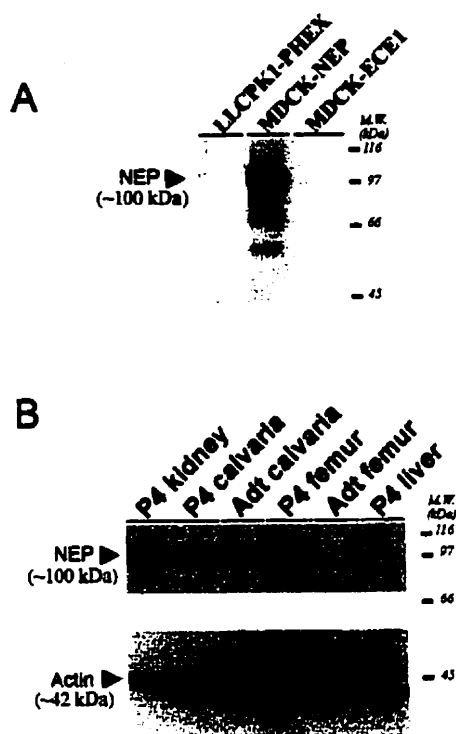 A
LLCPK1-PHEX
MDCK-NEP
MDCK-ECE1
M.W.
(kDa)
116
NEP
97
(~100 kDa)
66
45
B
P4 kidney
P4 calvaria
Adt calvaria
P4 femur
Adt femur
P4 liver
M.W.
(kDa)
116
NEP
97
(~100 kDa)
66
Actin
45
(~42 kDa)